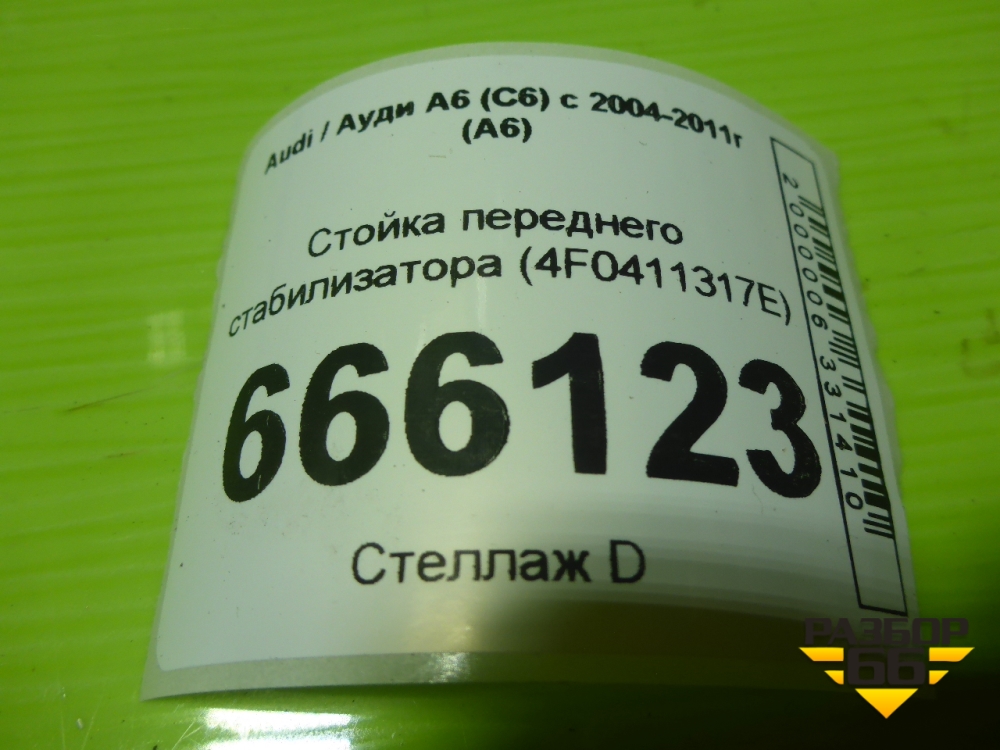 Audi / Ауди А6 (С6) с 2004-2011г
(А6)
Стойка переднего
стабилизатора (4F0411317E)
666123
Стеллаж D
2000006331410
РАЗБОР
66